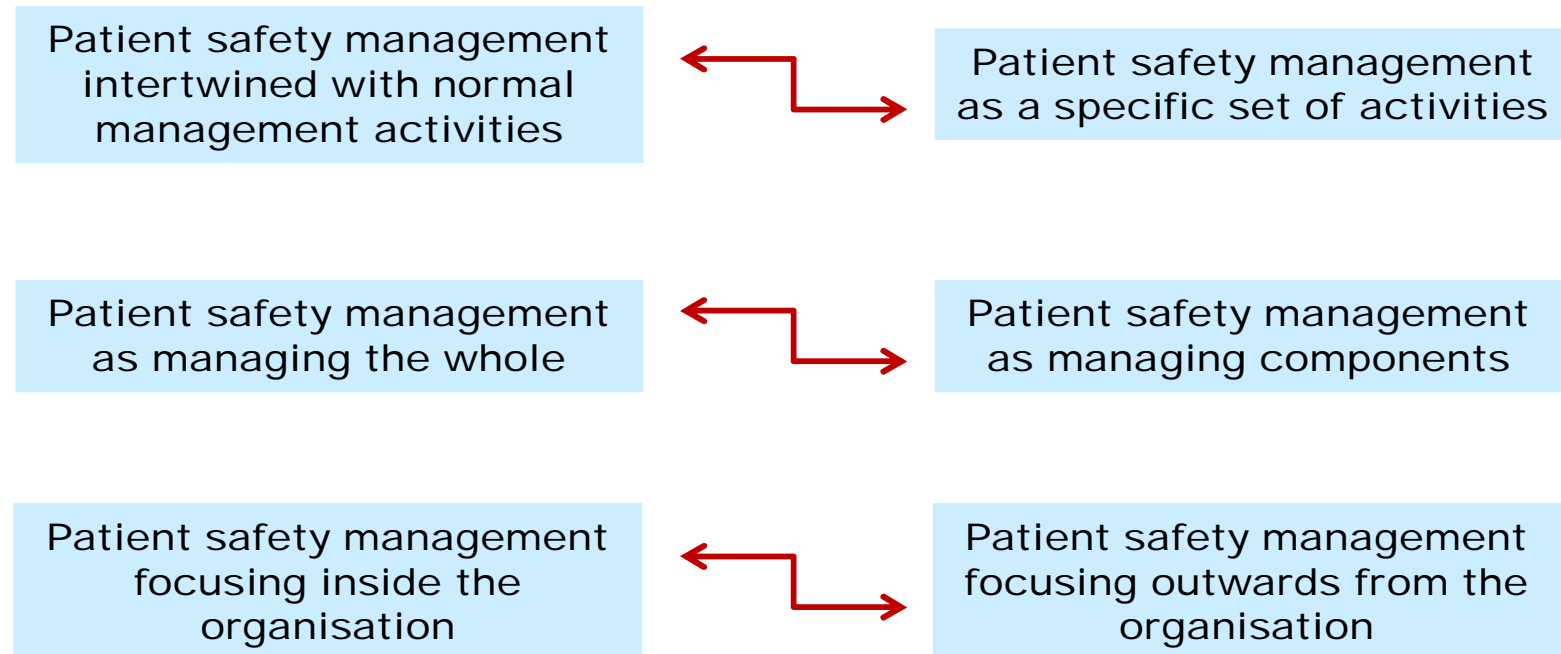 Patient safety management
intertwined with normal
management activities
Patient safety management
as a specific set of activities
Patient safety management
as managing the whole
Patient safety management
as managing components
Patient safety management
focusing inside the
organisation
Patient safety management
focusing outwards from the
organisation